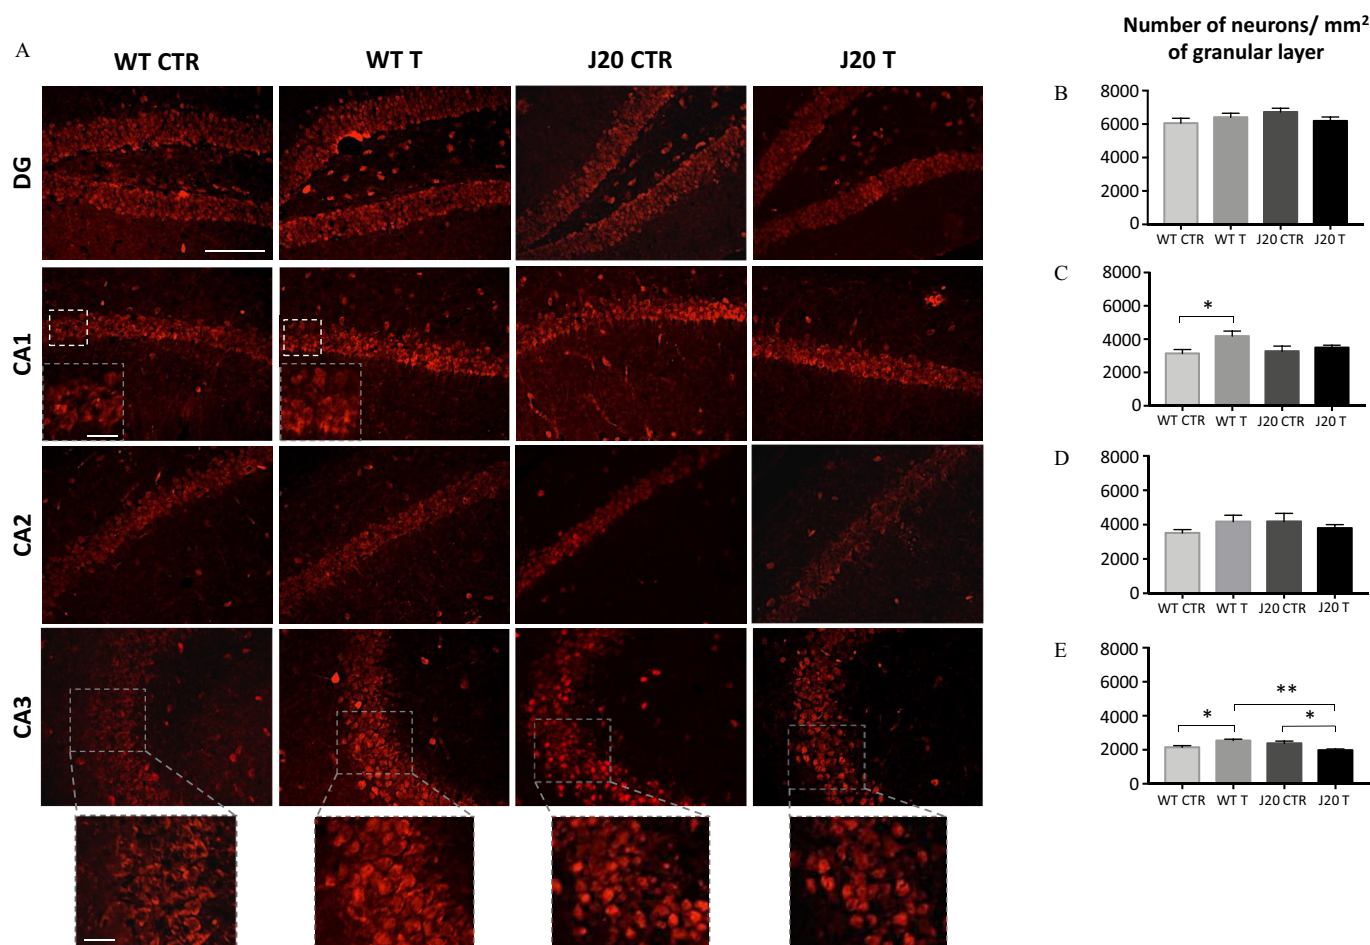 Number of neurons/ mm²
of granular layer
A
WT CTR
WT T
J20 CTR
J20 T
DG
CA1
CA2
CA3
B
8000
6000
4000
2000
0
WT CTR
WT T
J20 CTR
J20 T
C
8000
6000
4000
2000
0
*
WT CTR
WT T
J20 CTR
J20 T
D
8000
6000
4000
2000
0
WT CTR
WT T
J20 CTR
J20 T
E
8000
6000
4000
2000
0
**
*
*
WT CTR
WT T
J20 CTR
J20 T